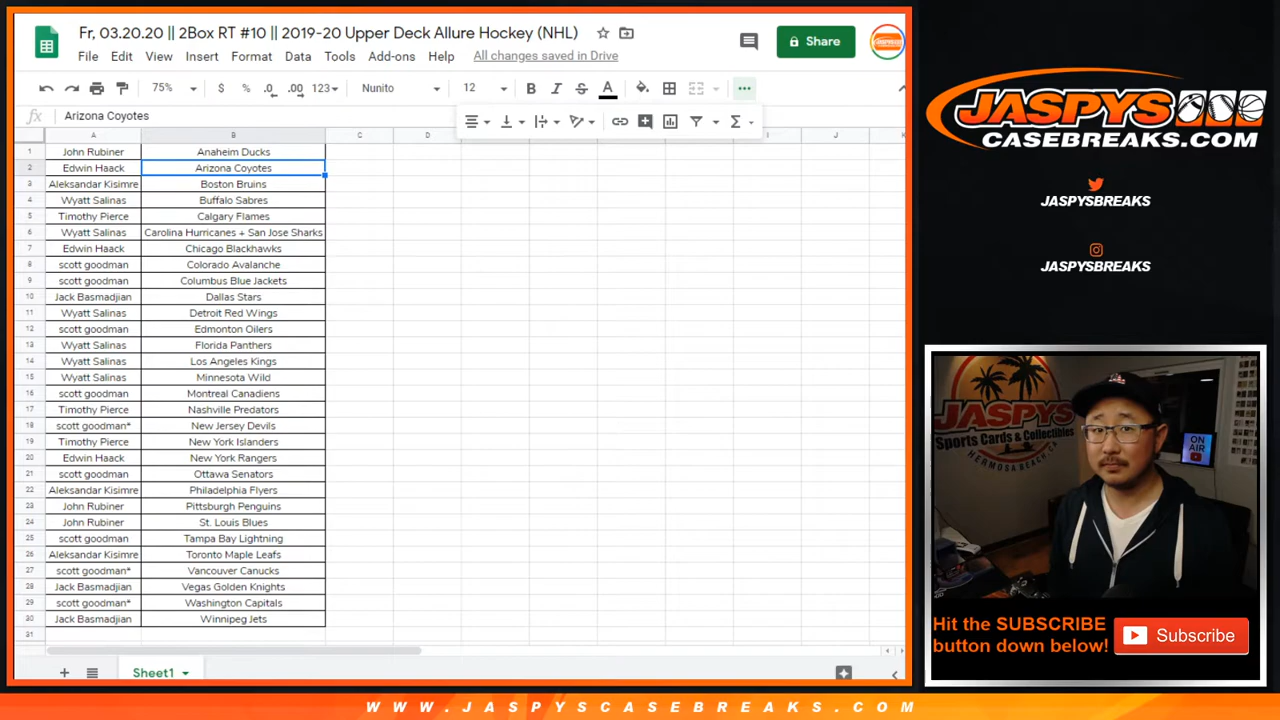 Fr, 03.20.20 || 2Box RT #10 || 2019-20 Upper Deck Allure Hockey (NHL)
File Edit View Insert Format Data Tools Add-ons Help All changes saved in Drive
Share
75% $ % .0 .00 123 Nunito 12 B I S A
fx Arizona Coyotes
A B C D E F G H I J K
1 John Rubiner Anaheim Ducks
2 Edwin Haack Arizona Coyotes
3 Aleksandar Kisimre Boston Bruins
4 Wyatt Salinas Buffalo Sabres
5 Timothy Pierce Calgary Flames
6 Wyatt Salinas Carolina Hurricanes + San Jose Sharks
7 Edwin Haack Chicago Blackhawks
8 scott goodman Colorado Avalanche
9 scott goodman Columbus Blue Jackets
10 Jack Basmadjian Dallas Stars
11 Wyatt Salinas Detroit Red Wings
12 scott goodman Edmonton Oilers
13 Wyatt Salinas Florida Panthers
14 Wyatt Salinas Los Angeles Kings
15 Wyatt Salinas Minnesota Wild
16 scott goodman Montreal Canadiens
17 Timothy Pierce Nashville Predators
18 scott goodman* New Jersey Devils
19 Timothy Pierce New York Islanders
20 Edwin Haack New York Rangers
21 scott goodman Ottawa Senators
22 Aleksandar Kisimre Philadelphia Flyers
23 John Rubiner Pittsburgh Penguins
24 John Rubiner St. Louis Blues
25 scott goodman Tampa Bay Lightning
26 Aleksandar Kisimre Toronto Maple Leafs
27 scott goodman* Vancouver Canucks
28 Jack Basmadjian Vegas Golden Knights
29 scott goodman* Washington Capitals
30 Jack Basmadjian Winnipeg Jets
31
Sheet1
JASPYS
CASEBREAKS.COM
JASPYSBREAKS
JASPYSBREAKS
JASPYS
Sports Cards & Collectibles
HERMOSA BEACH, CA
ON AIR
Hit the SUBSCRIBE
button down below!
Subscribe
WWW.JASPYSCASEBREAKS.COM